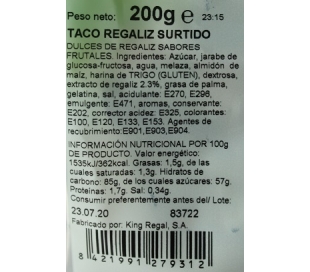 Peso neto: 200g e 23:15
TACO REGALIZ SURTIDO
DULCES DE REGALIZ SABORES
FRUTALES. Ingredientes: Azúcar, jarabe de
glucosa-fructosa, agua, melaza, almidón de
maíz, harina de TRIGO (GLUTEN), dextrosa,
extracto de regaliz 2.3%, grasa de palma,
gelatina, sal, acidulante: E270, E296,
emulgente: E471, aromas, conservante:
E202, corrector acidez: E325, colorantes:
E100, E120, E133, E153. Agentes de
recubrimiento:E901,E903,E904.
INFORMACIÓN NUTRICIONAL POR 100g
DE PRODUCTO. Valor energético:
1535kJ/362kcal. Grasas: 1,5g, de las
cuales saturadas: 1,3g. Hidratos de
carbono: 85g, de los cuales azúcares: 57g.
Proteínas: 1,7g. Sal: 0,34g.
Consumir preferentemente antes del/ Lote:
23.07.20 83722
Fabricado por: King Regal, S.A.
8 421991 279312